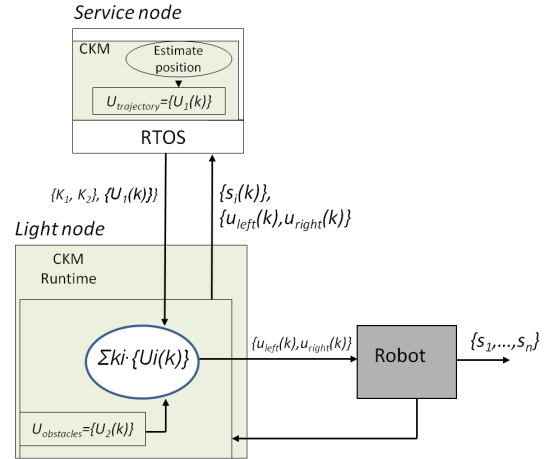 Service node
CKM
Estimate
position
U_trajectory={U_1(k)}
RTOS
{K_1, K_2}, {U_1(k)}}
{s_i(k)},
{u_left(k),u_right(k)}
Light node
CKM
Runtime
Σki·{Ui(k)}
{u_left(k),u_right(k)}
Robot
{s_1,...,s_n}
U_obstacles={U_2(k)}